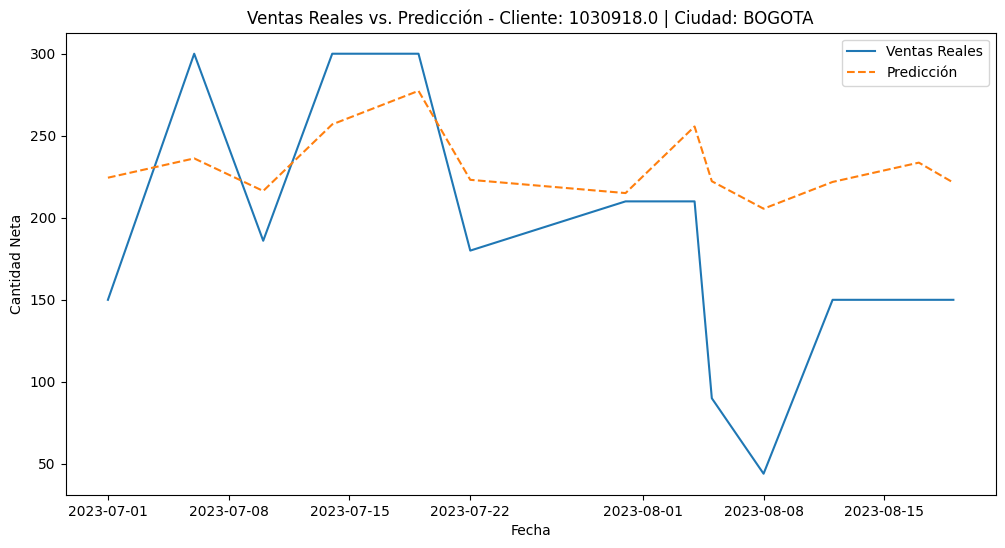 Ventas Reales vs. Predicción - Cliente: 1030918.0 | Ciudad: BOGOTA
Ventas Reales
Predicción
Cantidad Neta
300
250
200
150
100
50
2023-07-01 2023-07-08 2023-07-15 2023-07-22 2023-08-01 2023-08-08 2023-08-15
Fecha